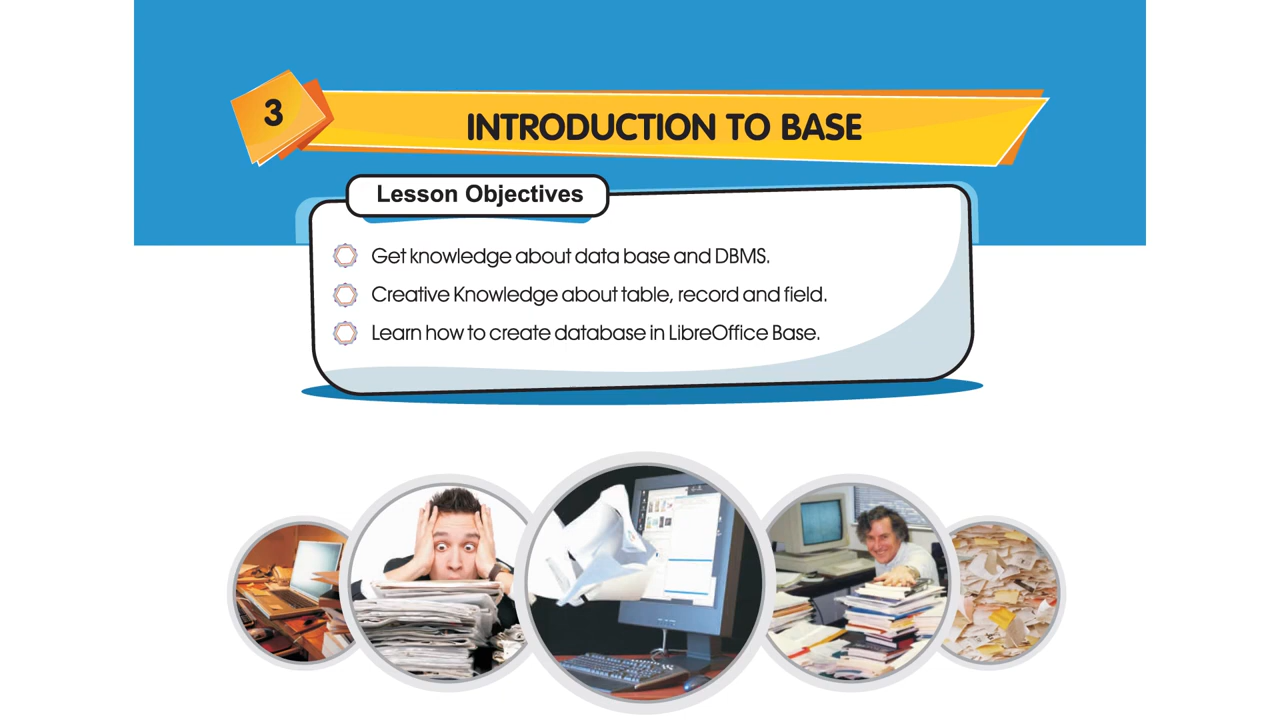 3
INTRODUCTION TO BASE
Lesson Objectives
Get knowledge about data base and DBMS.
Creative Knowledge about table, record and field.
Learn how to create database in LibreOffice Base.